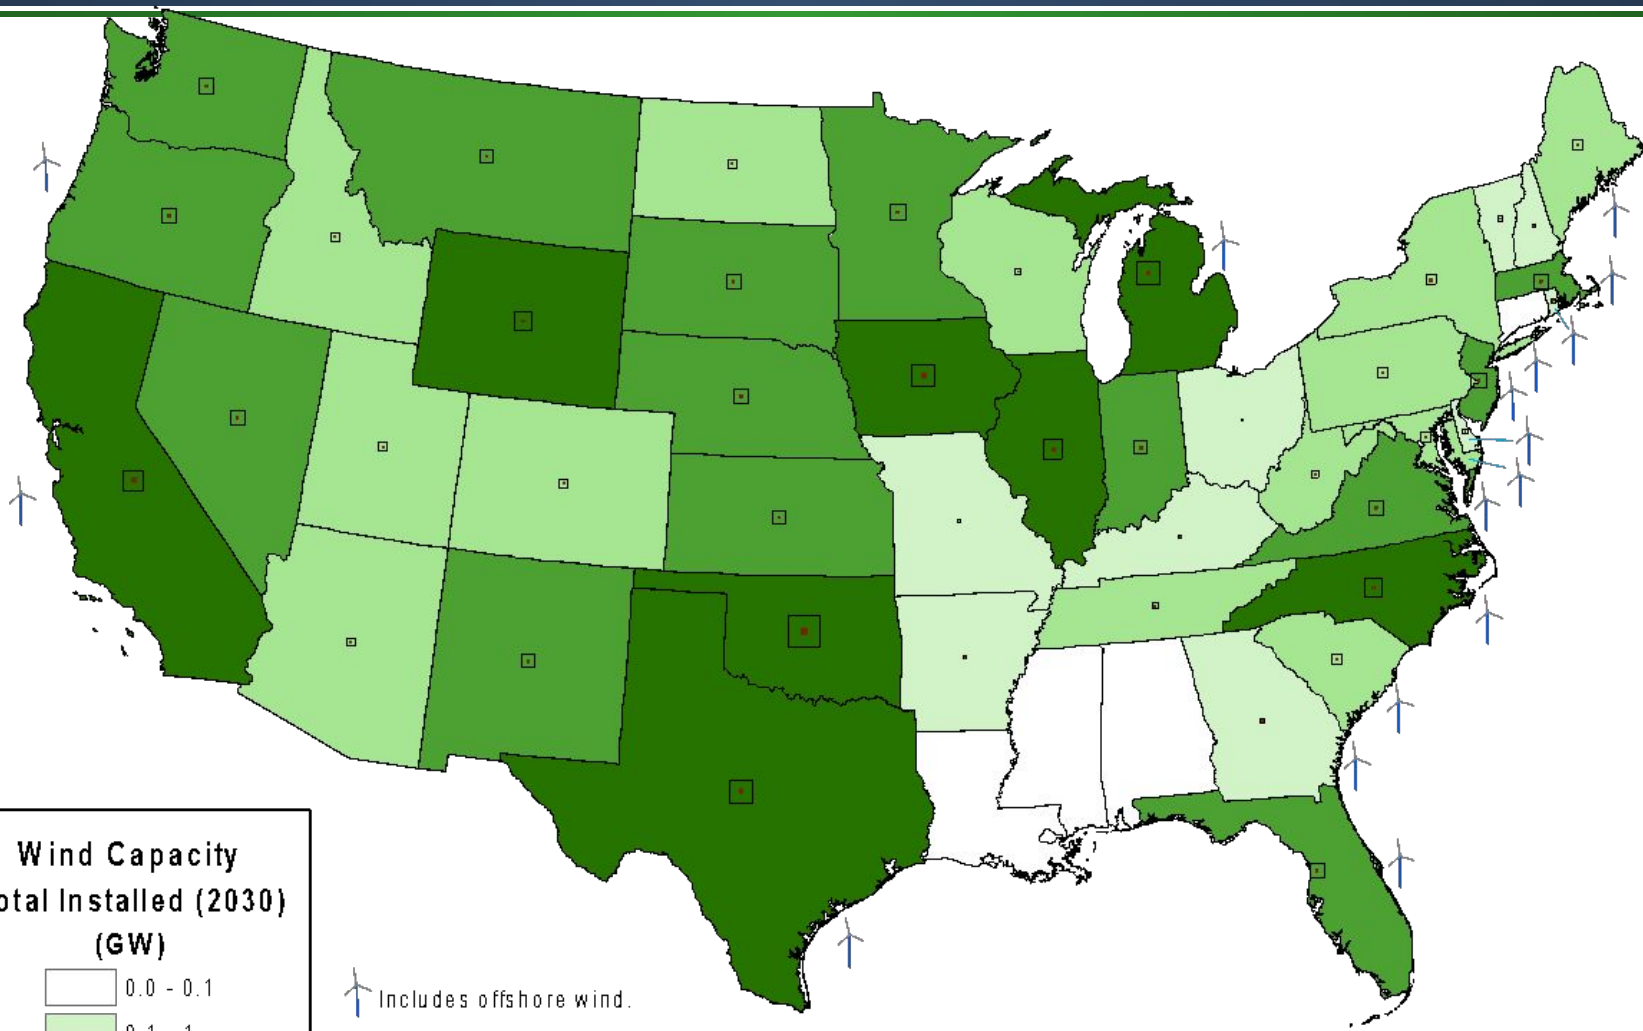 Wind Capacity
otal Installed (2030)
(GW)
0.0 - 0.1
Includes offshore wind.